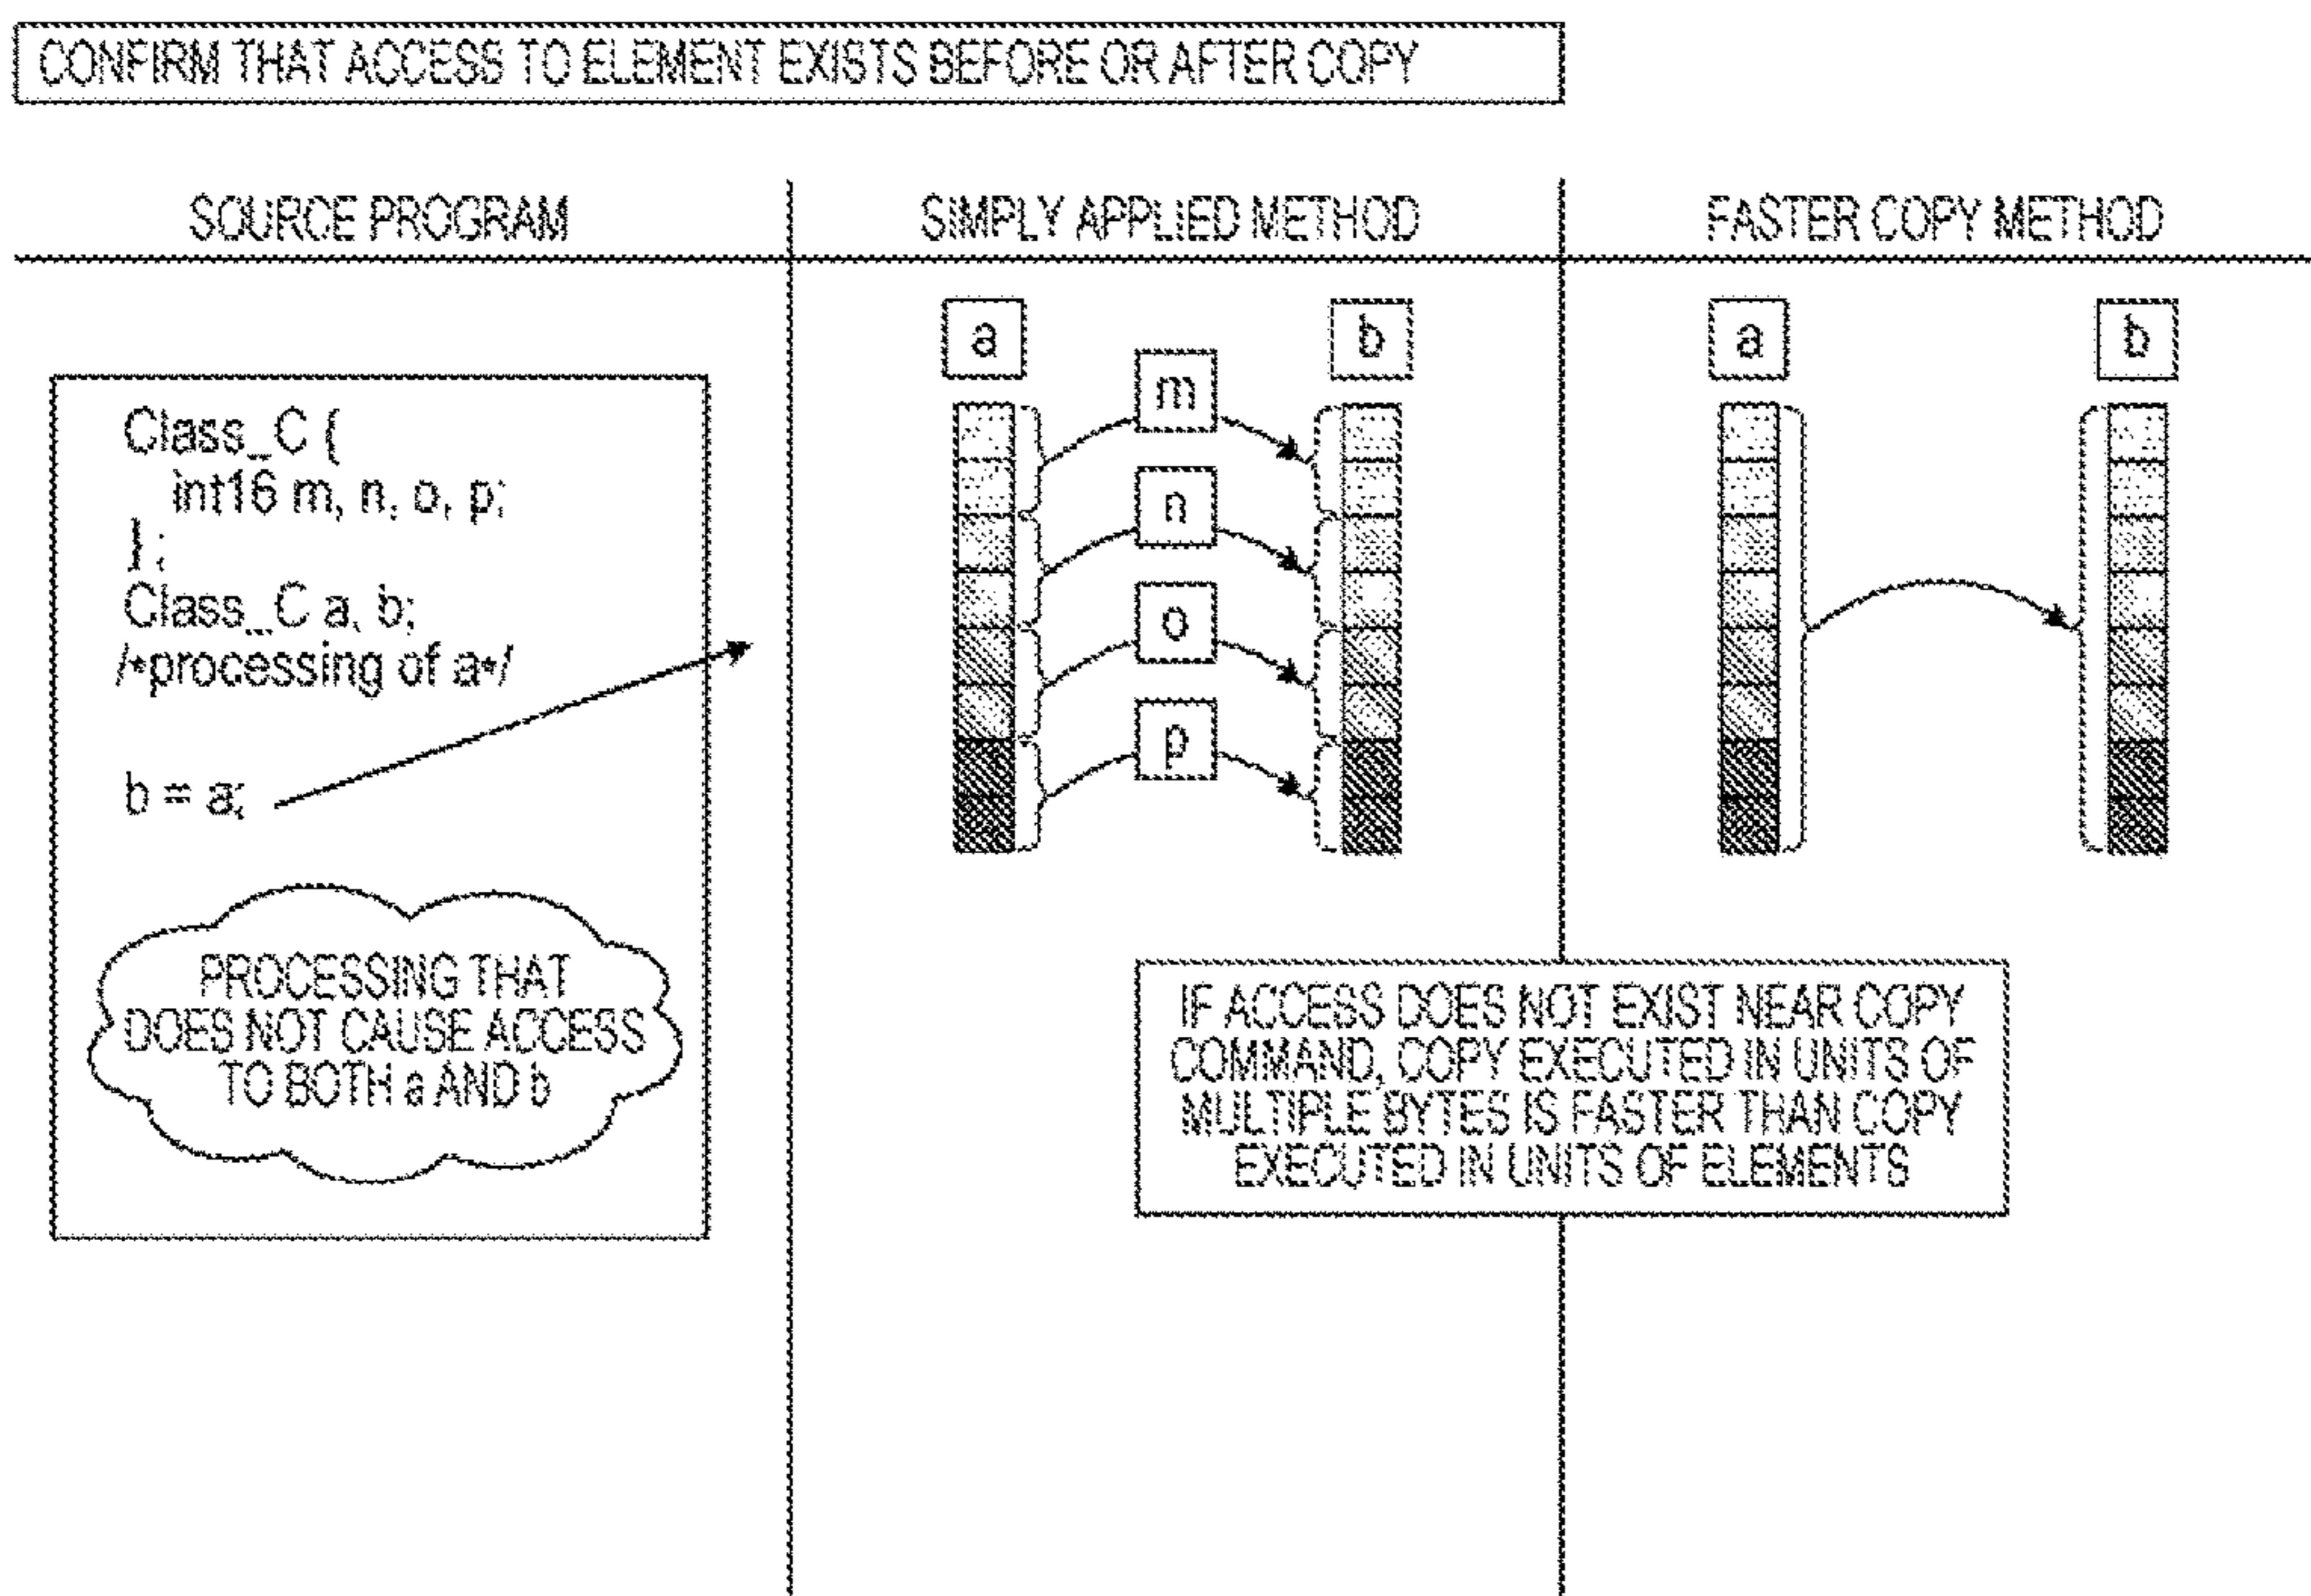 CONFIRM THAT ACCESS TO ELEMENT EXISTS BEFORE OR AFTER COPY
SOURCE PROGRAM
SIMPLY APPLIED METHOD
FASTER COPY METHOD
Class_C {
int16 m, n, o, p;
} ;
Class_C a, b;
/*processing of a*/
b = a;
PROCESSING THAT
DOES NOT CAUSE ACCESS
TO BOTH a AND b
a
b
m
n
o
p
a
b
IF ACCESS DOES NOT EXIST NEAR COPY
COMMAND, COPY EXECUTED IN UNITS OF
MULTIPLE BYTES IS FASTER THAN COPY
EXECUTED IN UNITS OF ELEMENTS